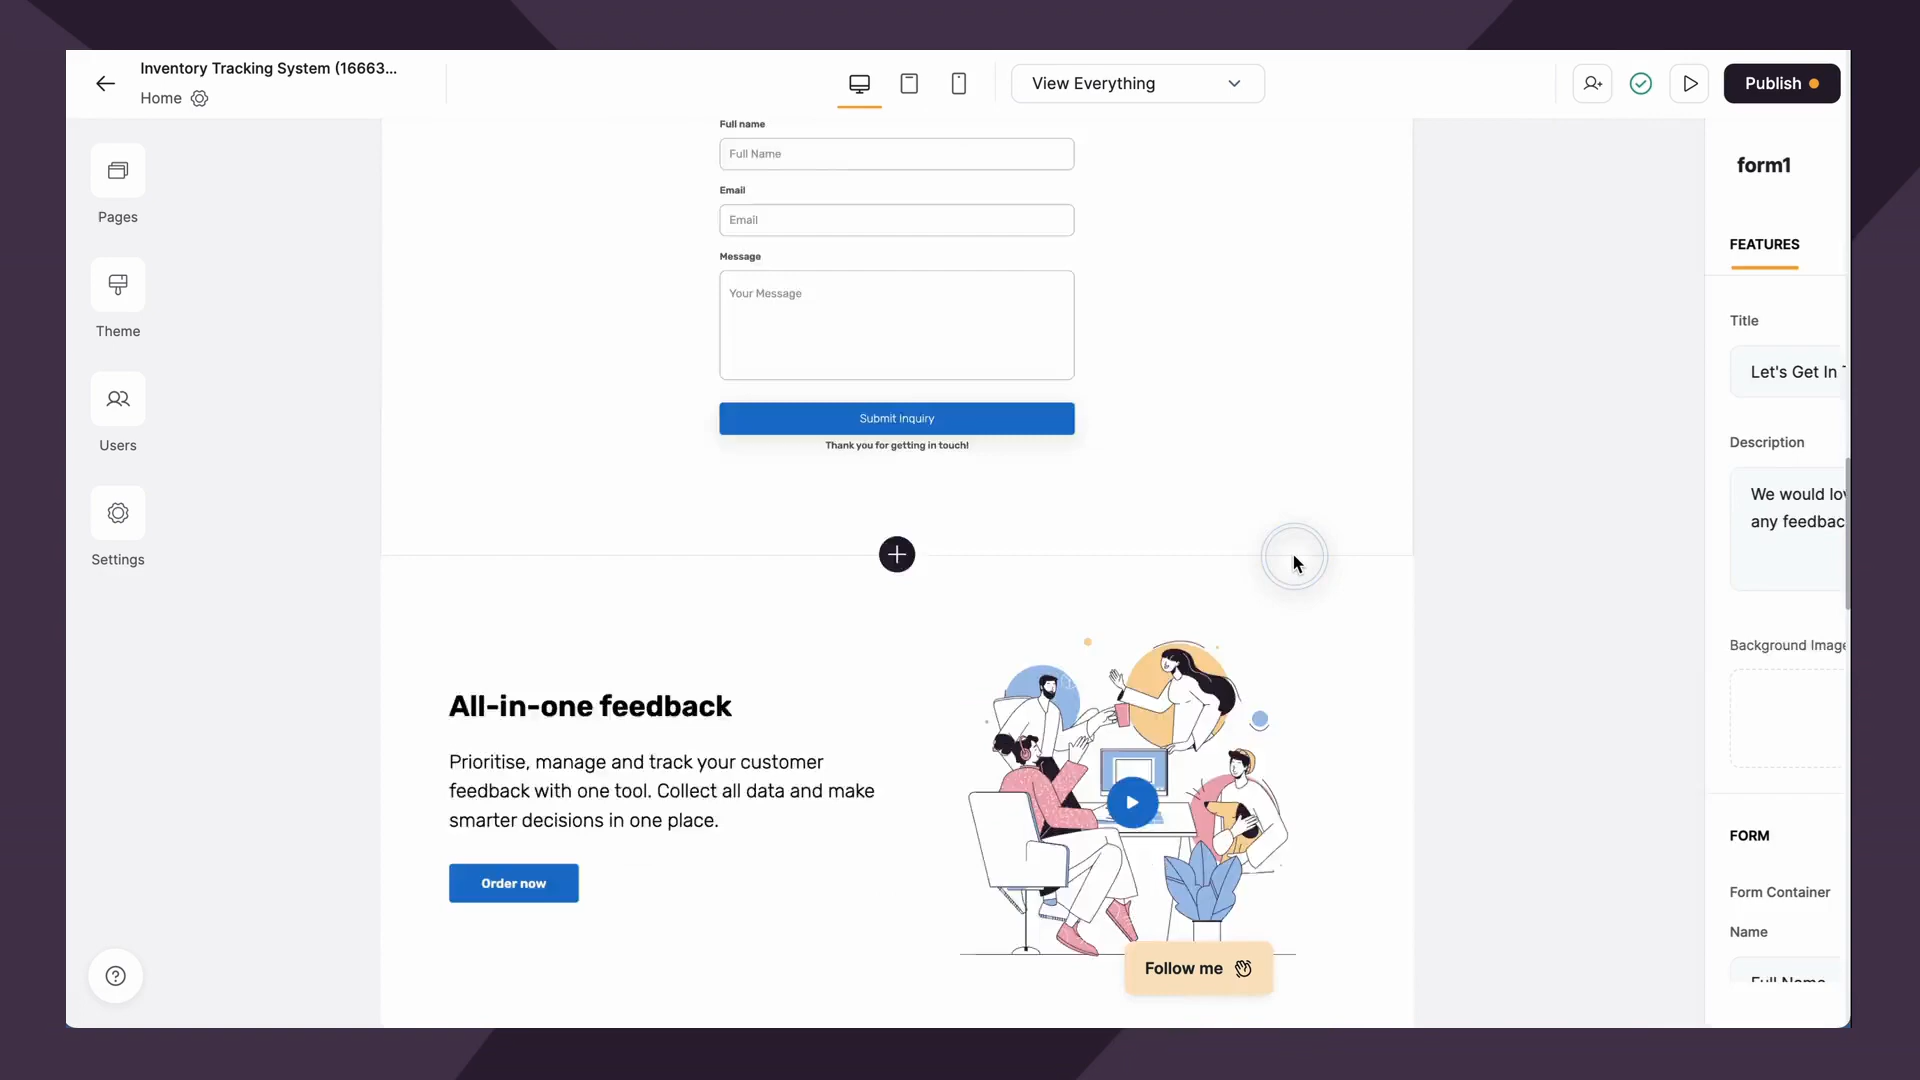 Inventory Tracking System (16663...
Home
View Everything
Publish
Pages
Theme
Users
Settings
Full name
Full Name
Email
Email
Message
Your Message
Submit Inquiry
Thank you for getting in touch!
All-in-one feedback
Prioritise, manage and track your customer
feedback with one tool. Collect all data and make
smarter decisions in one place.
Order now
Follow me
form1
FEATURES
Title
Let's Get In
Description
We would lov
any feedbac
Background Image
FORM
Form Container
Name
Full Name